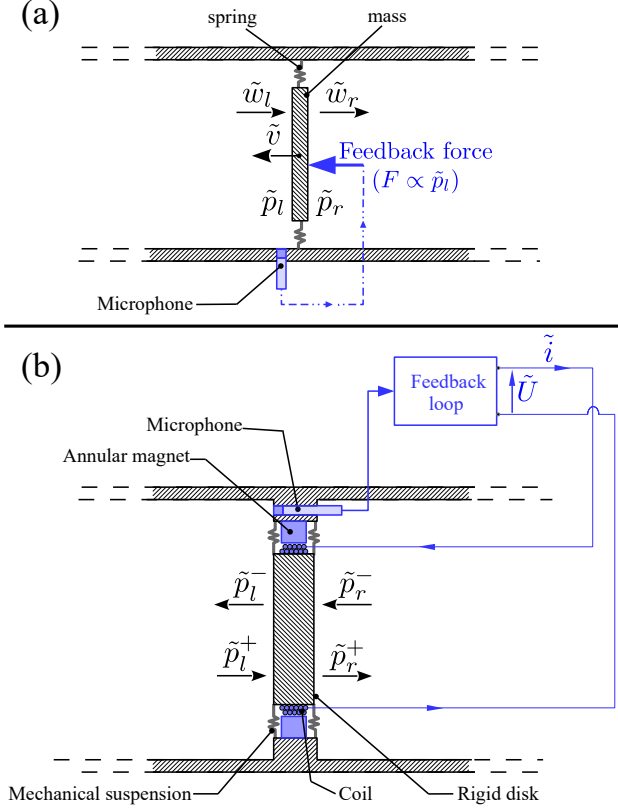 (a)
spring
mass
w̃_l
w̃_r
ṽ
Feedback force
(F ∝ p̃_l)
p̃_l
p̃_r
Microphone
(b)
ĩ
Feedback
loop
Ũ
Microphone
Annular magnet
p̃_l^-
p̃_r^-
p̃_l^+
p̃_r^+
Mechanical suspension
Coil
Rigid disk